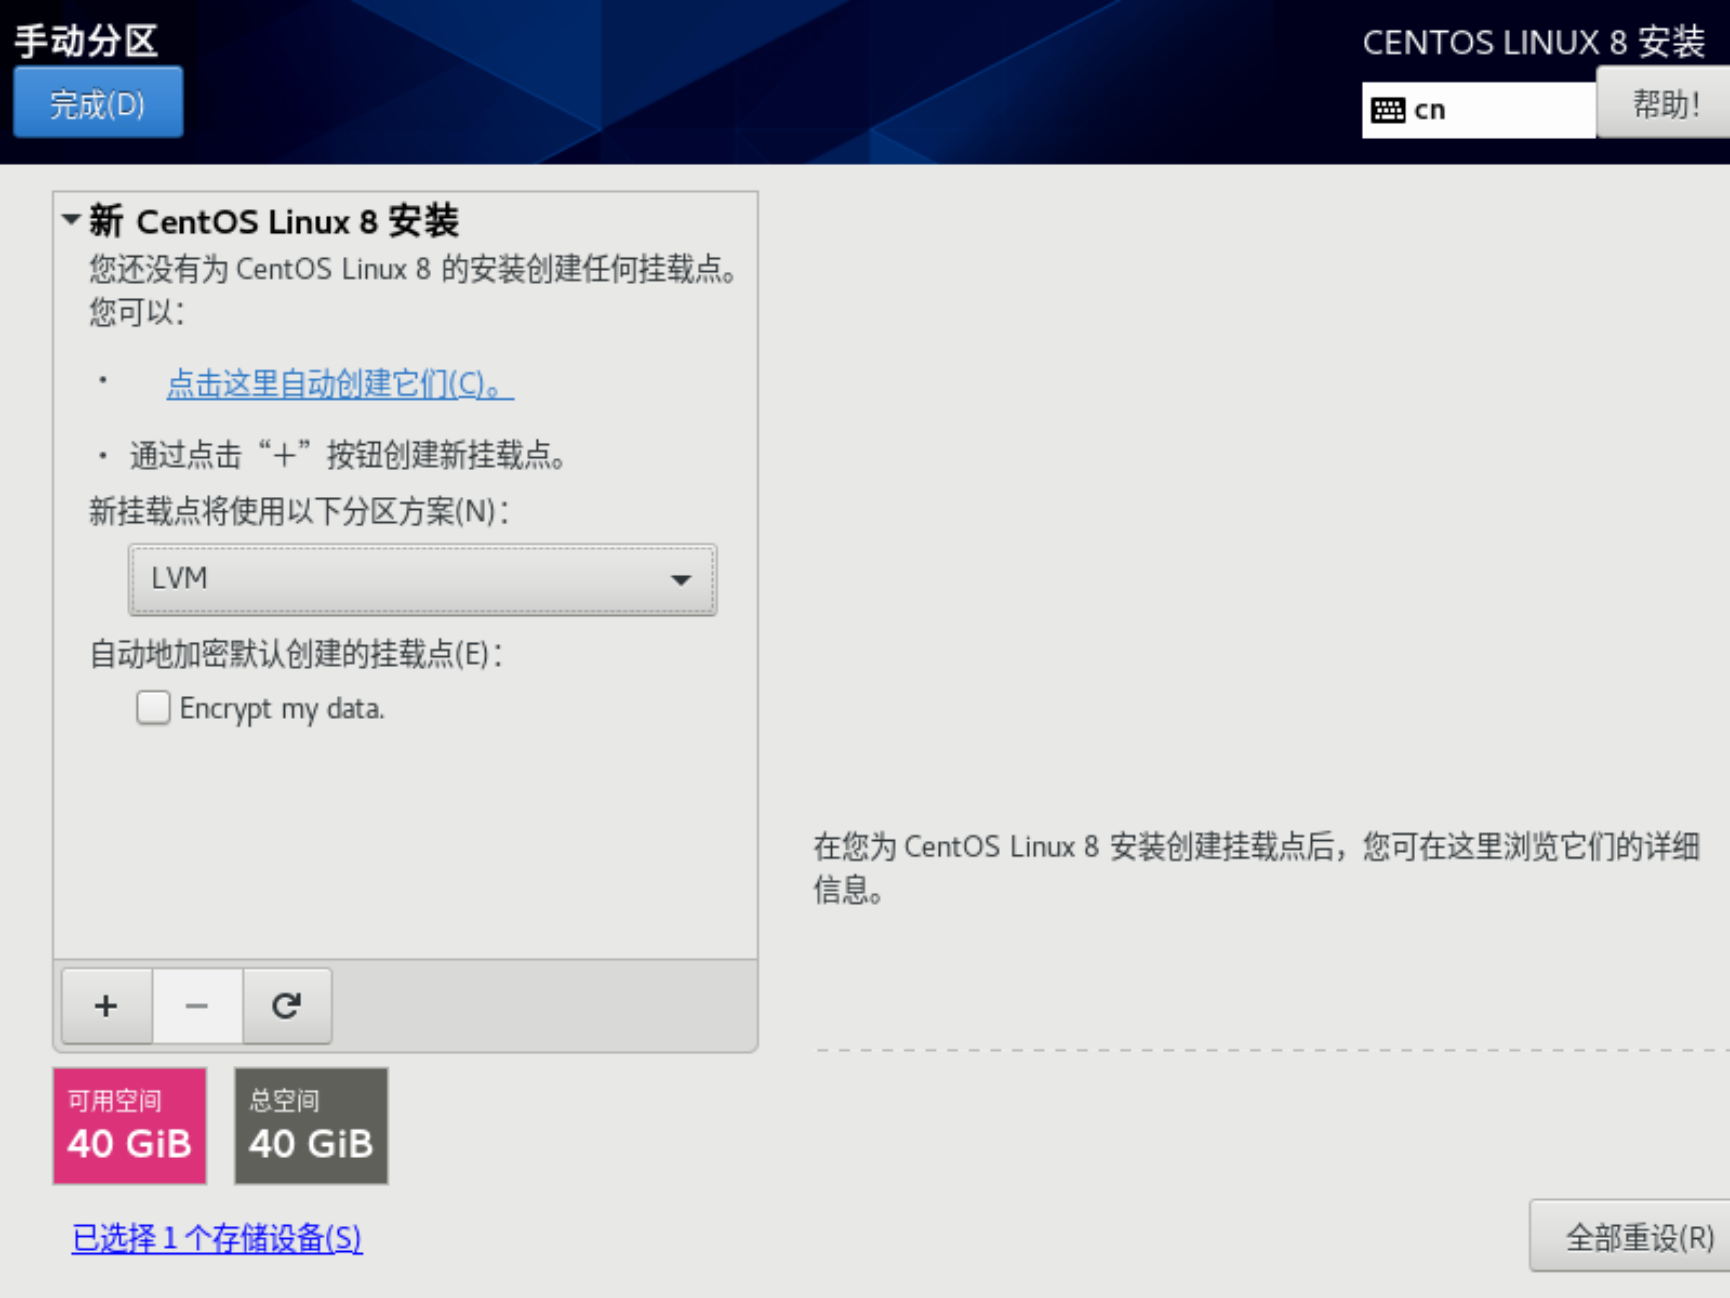 手动分区
CENTOS LINUX 8 安装
完成(D)
cn
帮助！
新 CentOS Linux 8 安装
您还没有为 CentOS Linux 8 的安装创建任何挂载点。
您可以：
· 点击这里自动创建它们(C)。
· 通过点击“＋”按钮创建新挂载点。
新挂载点将使用以下分区方案(N)：
LVM
自动地加密默认创建的挂载点(E)：
Encrypt my data.
在您为 CentOS Linux 8 安装创建挂载点后，您可在这里浏览它们的详细
信息。
+ −
可用空间
40 GiB
总空间
40 GiB
已选择 1 个存储设备(S)
全部重设(R)